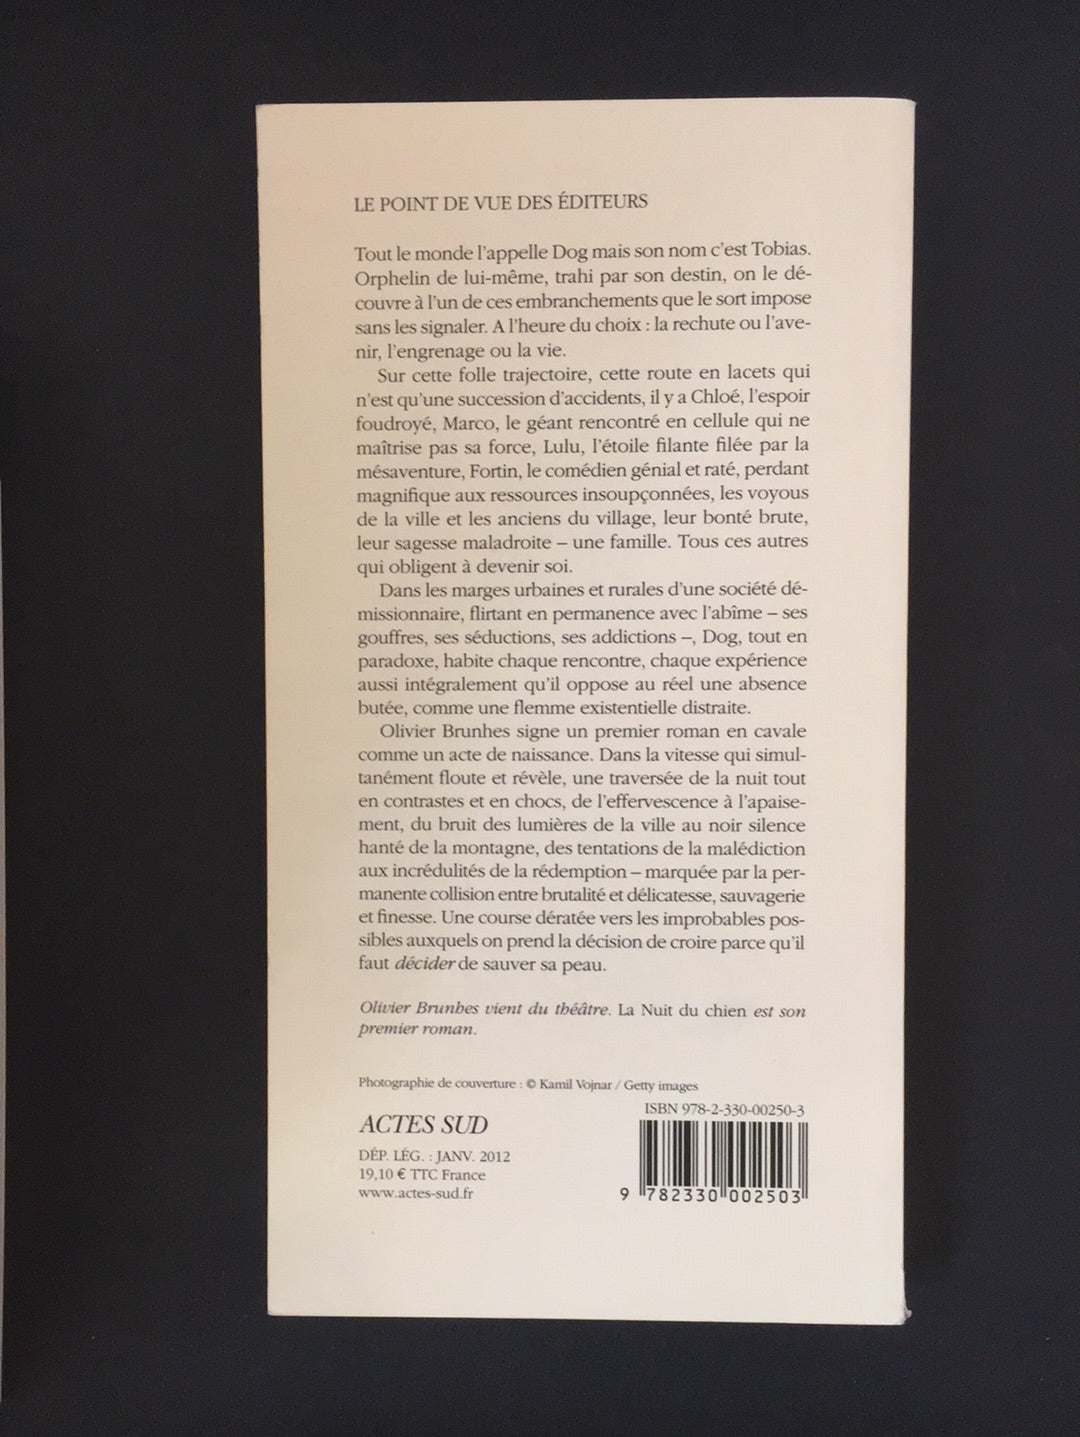 LE POINT DE VUE DES ÉDITEURS
Tout le monde l'appelle Dog mais son nom c'est Tobias.
Orphelin de lui-même, trahi par son destin, on le dé-
couvre à l'un de ces embranchements que le sort impose
sans les signaler. A l'heure du choix : la rechute ou l'ave-
nir, l'engrenage ou la vie.
Sur cette folle trajectoire, cette route en lacets qui
n'est qu'une succession d'accidents, il y a Chloé, l'espoir
foudroyé, Marco, le géant rencontré en cellule qui ne
maîtrise pas sa force, Lulu, l'étoile filante filée par la
mésaventure, Fortin, le comédien génial et raté, perdant
magnifique aux ressources insoupçonnées, les voyous
de la ville et les anciens du village, leur bonté brute,
leur sagesse maladroite – une famille. Tous ces autres
qui obligent à devenir soi.
Dans les marges urbaines et rurales d'une société dé-
missionnaire, flirtant en permanence avec l'abîme – ses
gouffres, ses séductions, ses addictions –, Dog, tout en
paradoxe, habite chaque rencontre, chaque expérience
aussi intégralement qu'il oppose au réel une absence
butée, comme une flemme existentielle distraite.
Olivier Brunhes signe un premier roman en cavale
comme un acte de naissance. Dans la vitesse qui simul-
tanément floute et révèle, une traversée de la nuit tout
en contrastes et en chocs, de l'effervescence à l'apaise-
ment, du bruit des lumières de la ville au noir silence
hanté de la montagne, des tentations de la malédiction
aux incrédulités de la rédemption – marquée par la per-
manente collision entre brutalité et délicatesse, sauvagerie
et finesse. Une course dératée vers les improbables pos-
sibles auxquels on prend la décision de croire parce qu'il
faut décider de sauver sa peau.
Olivier Brunhes vient du théâtre. La Nuit du chien est son
premier roman.
Photographie de couverture : © Kamil Vojnar / Getty images
ISBN 978-2-330-00250-3
ACTES SUD
DÉP. LÉG. : JANV. 2012
19,10 € TTC France
www.actes-sud.fr
9 782330 002503